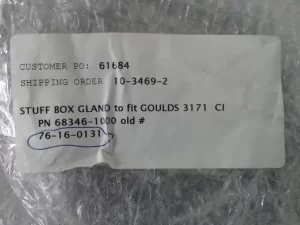 CUSTOMER PO: 61684
SHIPPING ORDER 10-3469-2
STUFF BOX GLAND to fit GOULDS 3171 CI
PN 68346-1000 old #
76-16-0131